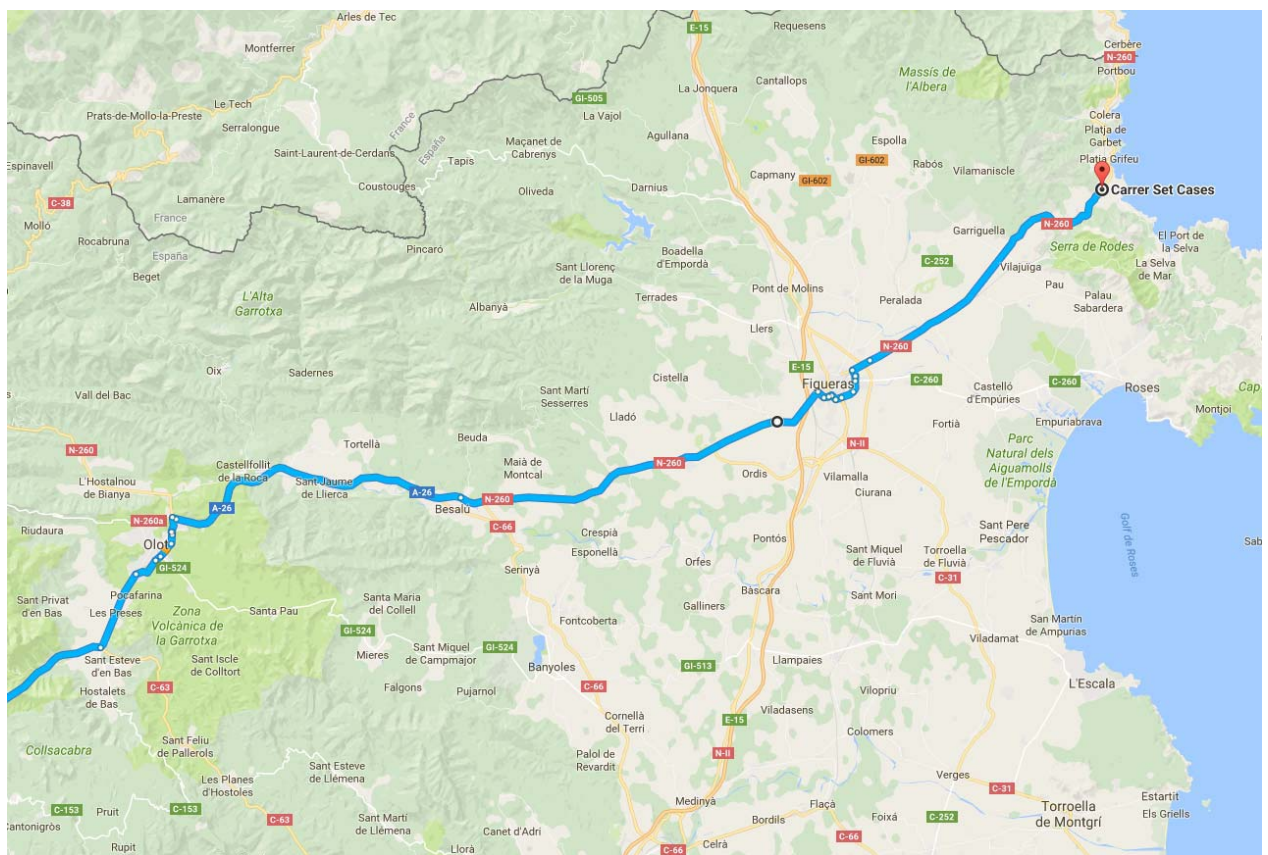 Arles de Tec
Requesens
E-15
Montferrer
Cerbère
N-260
Portbou
Massís de
l'Albera
Cantallops
La Jonquera
GI-505
La Vajol
Le Tech
Prats-de-Mollo-la-Preste
Serralongue
Colera
Platja de
Garbet
Agullana
Espolla
Maçanet de
Cabrenys
France
España
Saint-Laurent-de-Cerdans
Tapis
Platja Grifeu
GI-602
Rabós
Vilamaniscle
Espinavell
Capmany
GI-602
Darnius
Oliveda
Coustouges
Carrer Set Cases
Lamanère
C-38
France
España
Molló
Rocabruna
N-260
Garriguella
El Port de
la Selva
Serra de Rodes
Pincaró
Boadella
d'Empordà
C-252
Vilajuïga
La Selva
de Mar
Sant Llorenç
de la Muga
Beget
Pau
Palau
Sabardera
Pont de Molins
L'Alta
Garrotxa
Albanyà
Terrades
Peralada
Llers
N-260
E-15
Oix
Sadernes
Cistella
Figueras
C-260
Castelló
d'Empúries
C-260
Roses
Cap
Vall del Bac
Sant Martí
Sesserres
Lladó
Montjoi
Empuriabrava
Fortià
Tortellà
Beuda
N-II
Parc
Natural dels
Aiguamolls
de l'Empordà
N-260
Castellfollit
de la Roca
Maià de
Montcal
N-260
Ordis
Vilamalla
L'Hostalnou
de Bianya
Sant Jaume
de Llierca
A-26
Ciurana
A-26
Besalú
N-260
N-260a
Riudaura
C-66
Crespià
Sant Pere
Pescador
Golf de Roses
Olot
Esponellà
Pontós
Sant Miquel
de Fluvià
Torroella
de Fluvià
Sab
GI-524
Serinyà
Orfes
C-31
Pocafarina
Bàscara
Sant Privat
d'en Bas
Les Preses
Zona
Volcànica de
la Garrotxa
Santa Pau
Santa Maria
del Collell
Galliners
Sant Mori
Fontcoberta
San Martín
de Ampurias
GI-524
Viladamat
Sant Esteve
d'en Bas
Sant Iscle
de Colltort
Mieres
Sant Miquel
de Campmajor
GI-524
Banyoles
GI-513
Llampaies
L'Escala
Hostalets
de Bas
C-63
Falgons
Pujarnol
C-66
Vilopriu
Viladasens
E-15
Cornellà
del Terri
Colomers
Collsacabra
Sant Feliu
de Pallerols
N-II
Palol de
Revardit
Sant Esteve
de Llémena
Les Planes
d'Hostoles
Verges
C-31
Medinyà
Estartit
C-153
Pruit
C-153
Flaçà
Torroella
de Montgrí
Els Griells
Cantonigròs
Sant Martí
de Llémena
C-63
Bordils
Foixá
C-252
Canet d'Adri
Rupit
Llorà
C-66
Celrà
C-66